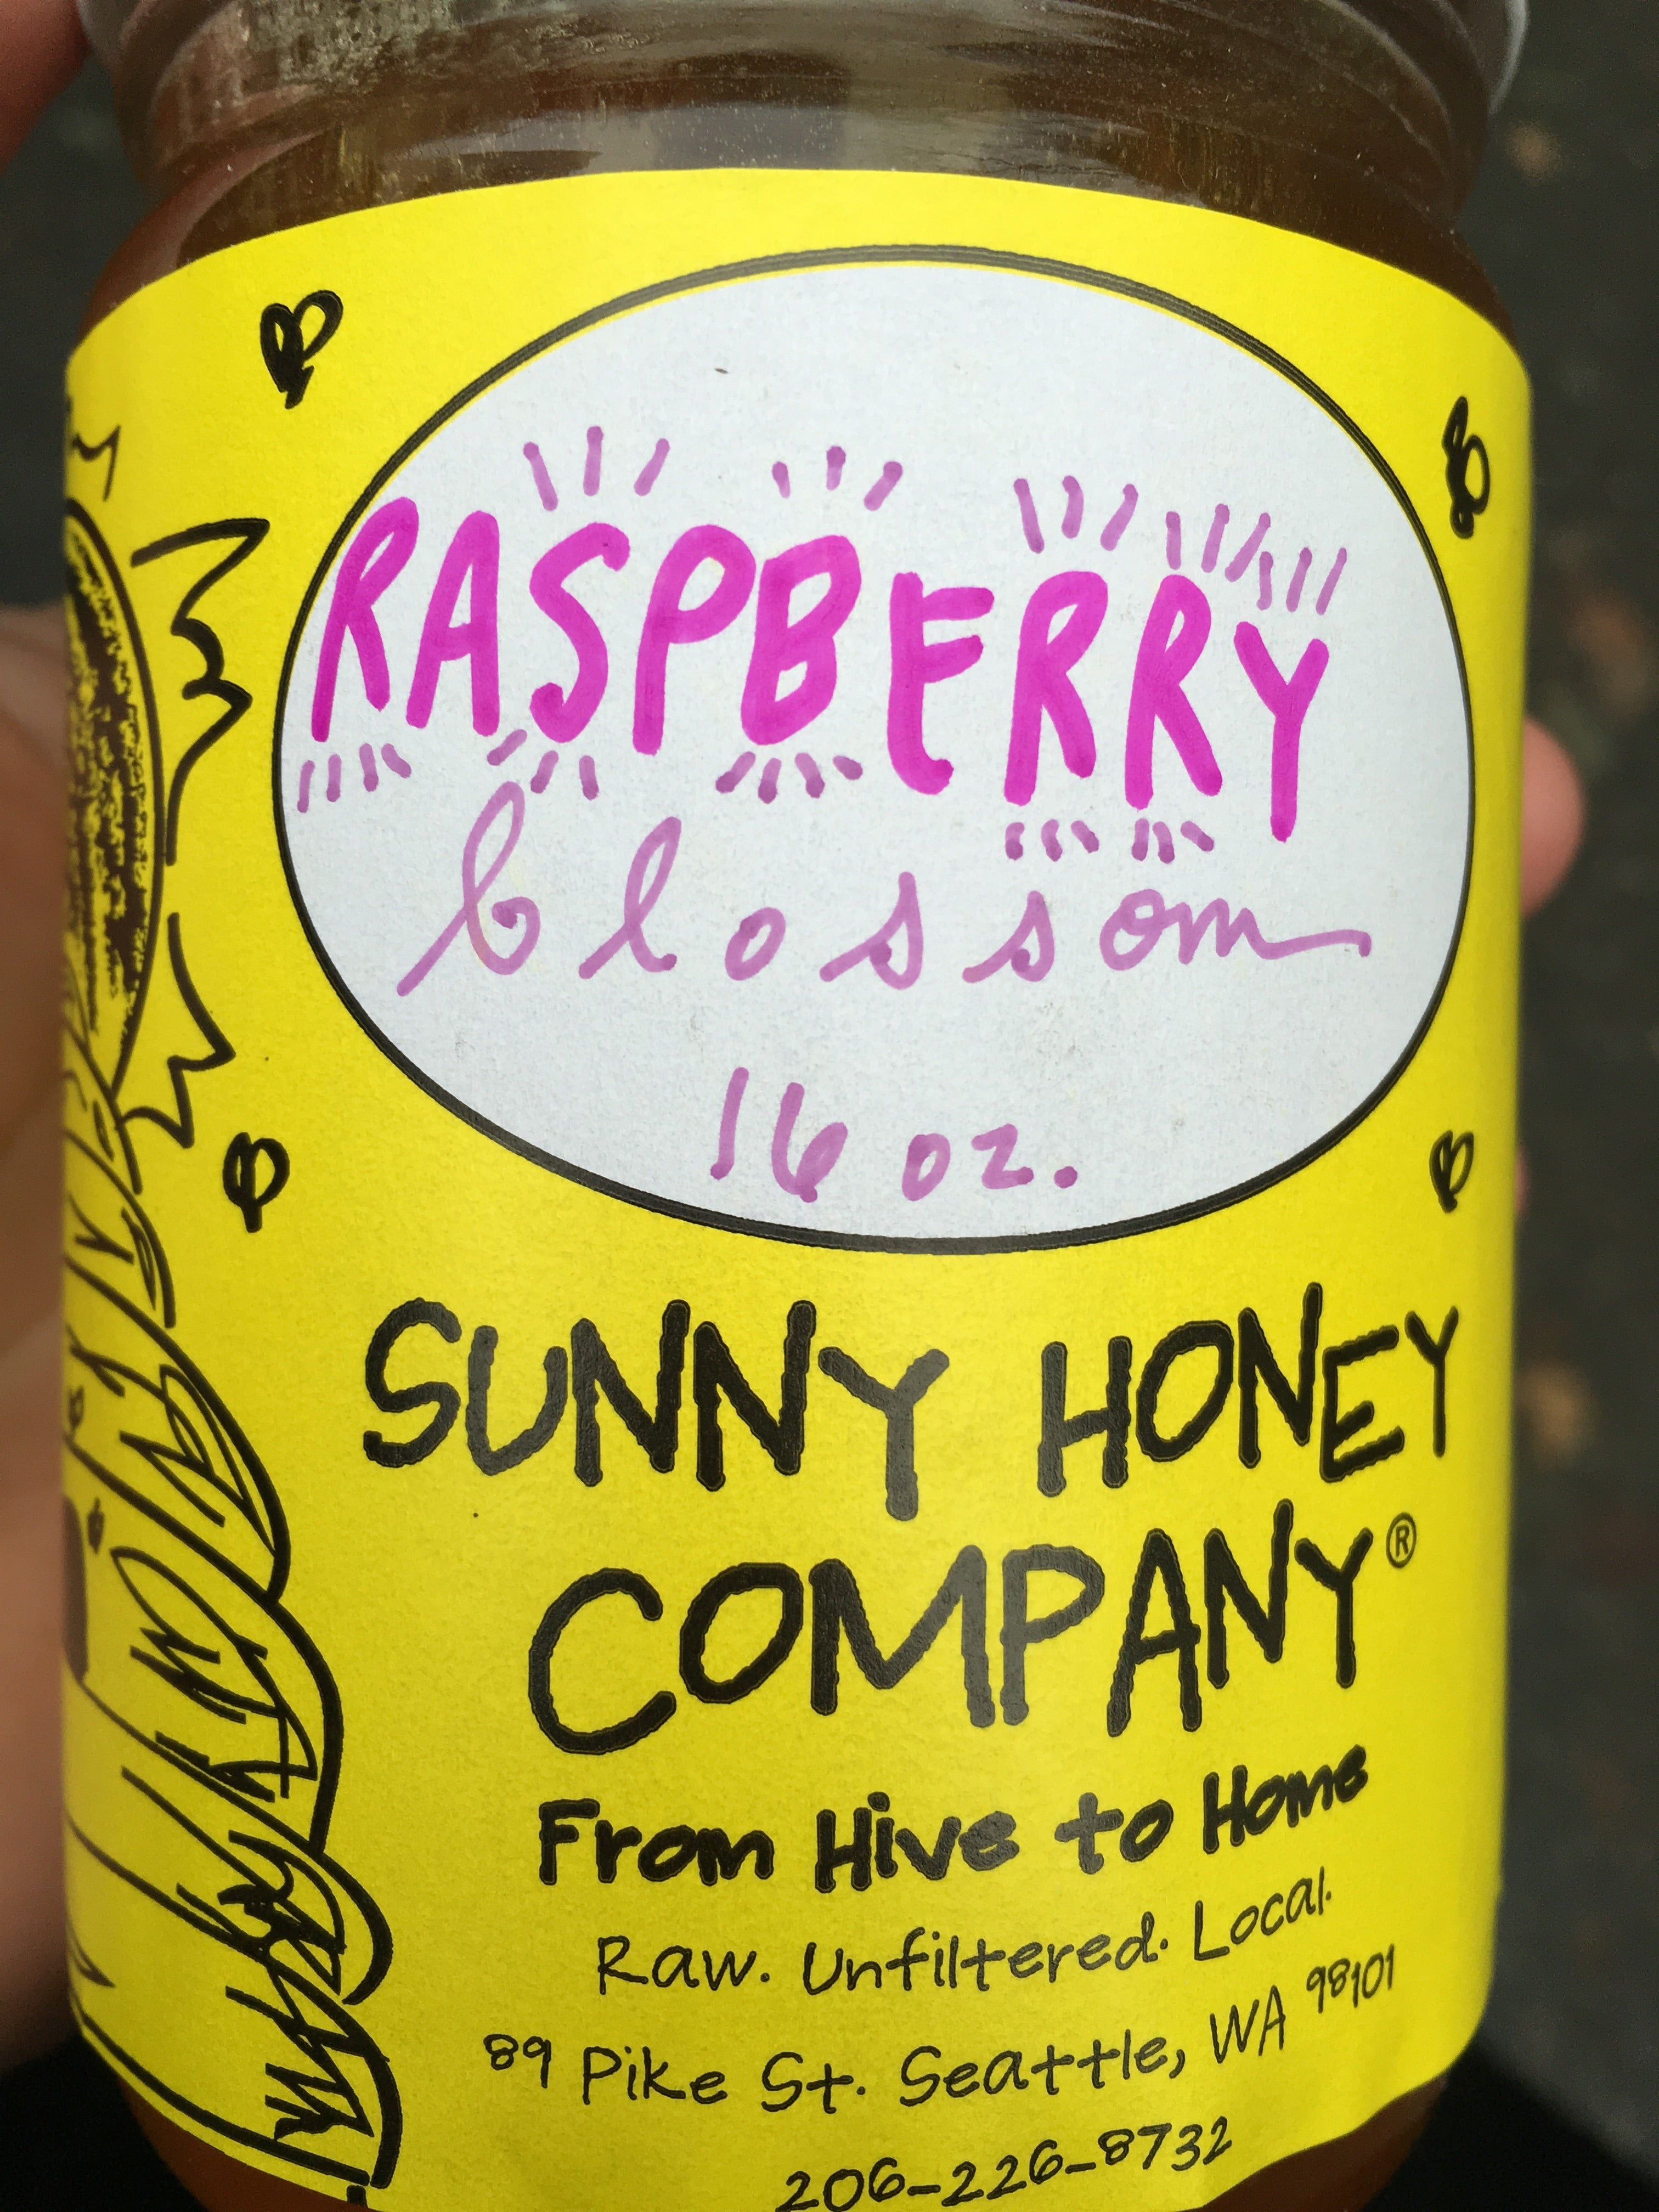 RASPBERRY
blossom
16 oz.
SUNNY HONEY
COMPANY®
From Hive to Home
Raw. Unfiltered. Local.
89 Pike St. Seattle, WA 98101
206-226-8732